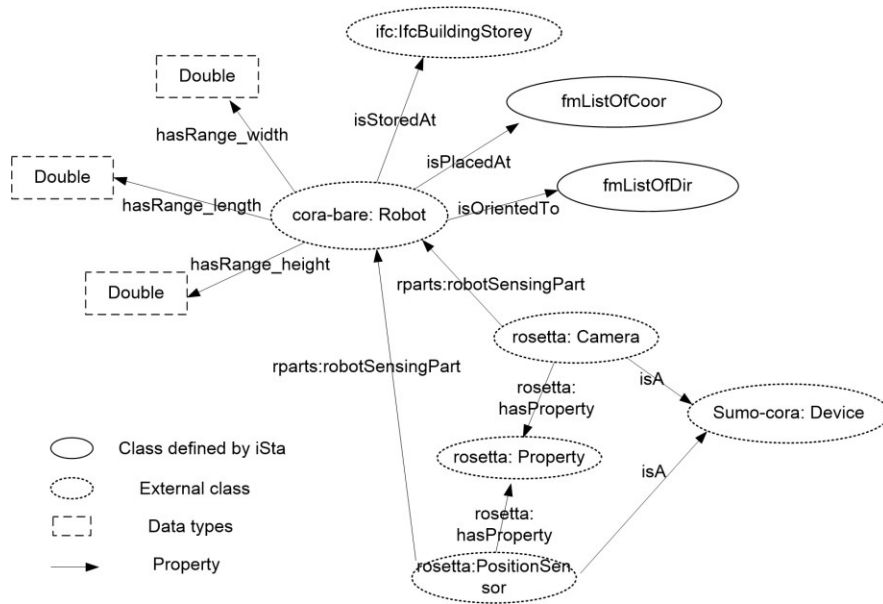 ifc:IfcBuildingStorey
Double
fmListOfCoor
isStoredAt
hasRange_width
isPlacedAt
Double
fmListOfDir
hasRange_length
cora-bare: Robot
isOrientedTo
hasRange_height
Double
rparts:robotSensingPart
rosetta: Camera
rparts:robotSensingPart
isA
rosetta:
hasProperty
Sumo-cora: Device
Class defined by iSta
rosetta: Property
isA
External class
rosetta:
hasProperty
Data types
Property
rosetta:PositionSen
sor